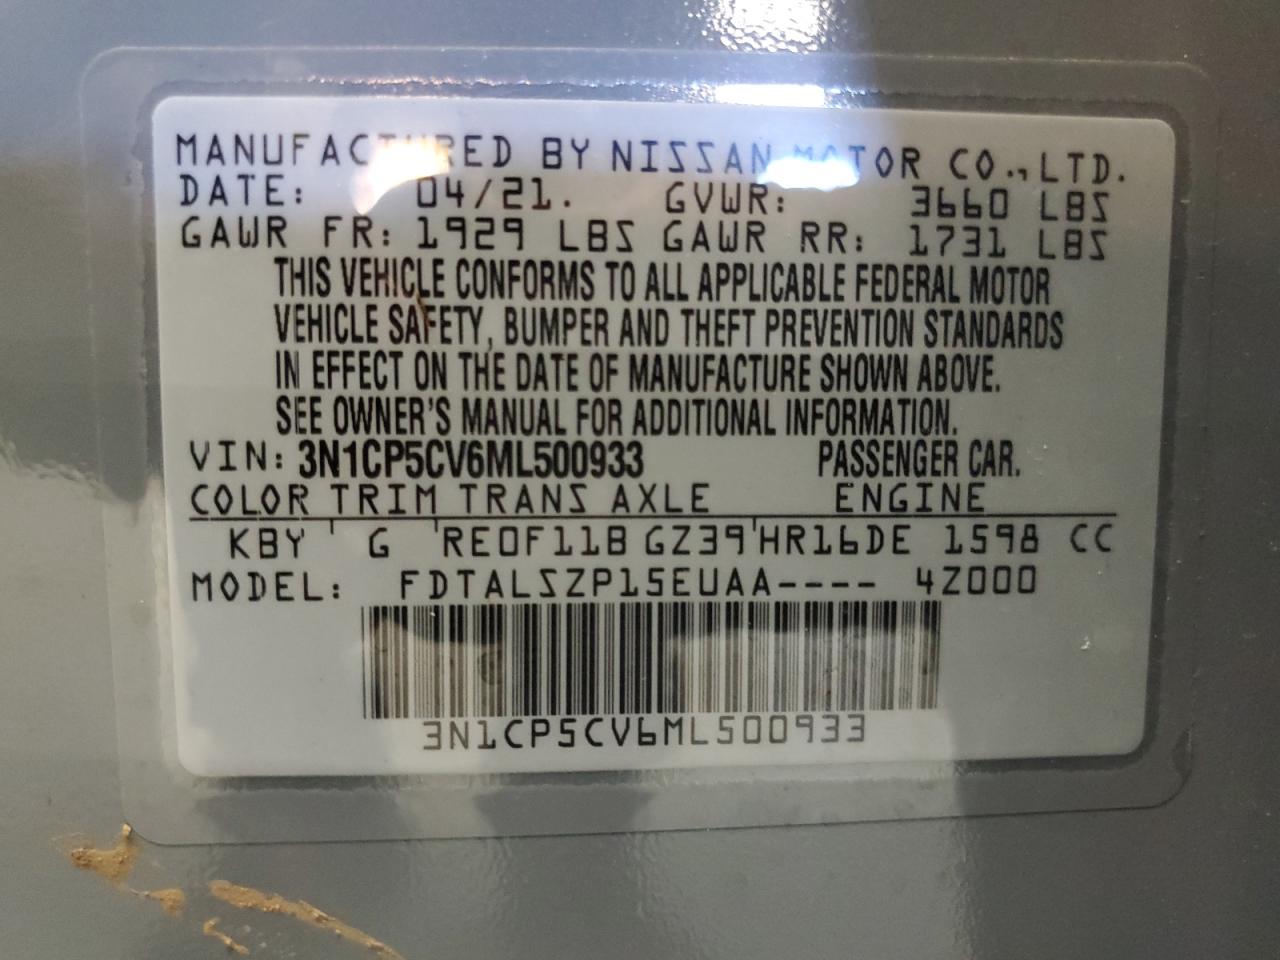 MANUFACTURED BY NISSAN MOTOR CO., LTD.
DATE: 04/21. GVWR: 3660 LBS
GAWR FR: 1929 LBS GAWR RR: 1731 LBS
THIS VEHICLE CONFORMS TO ALL APPLICABLE FEDERAL MOTOR
VEHICLE SAFETY, BUMPER AND THEFT PREVENTION STANDARDS
IN EFFECT ON THE DATE OF MANUFACTURE SHOWN ABOVE.
SEE OWNER'S MANUAL FOR ADDITIONAL INFORMATION.
VIN: 3N1CP5CV6ML500933 PASSENGER CAR.
COLOR TRIM TRANS AXLE ENGINE
KBY G RE0F11B GZ39 HR16DE 1598 CC
MODEL: FDTALSZP15EUAA---- 4Z000
3N1CP5CV6ML500933